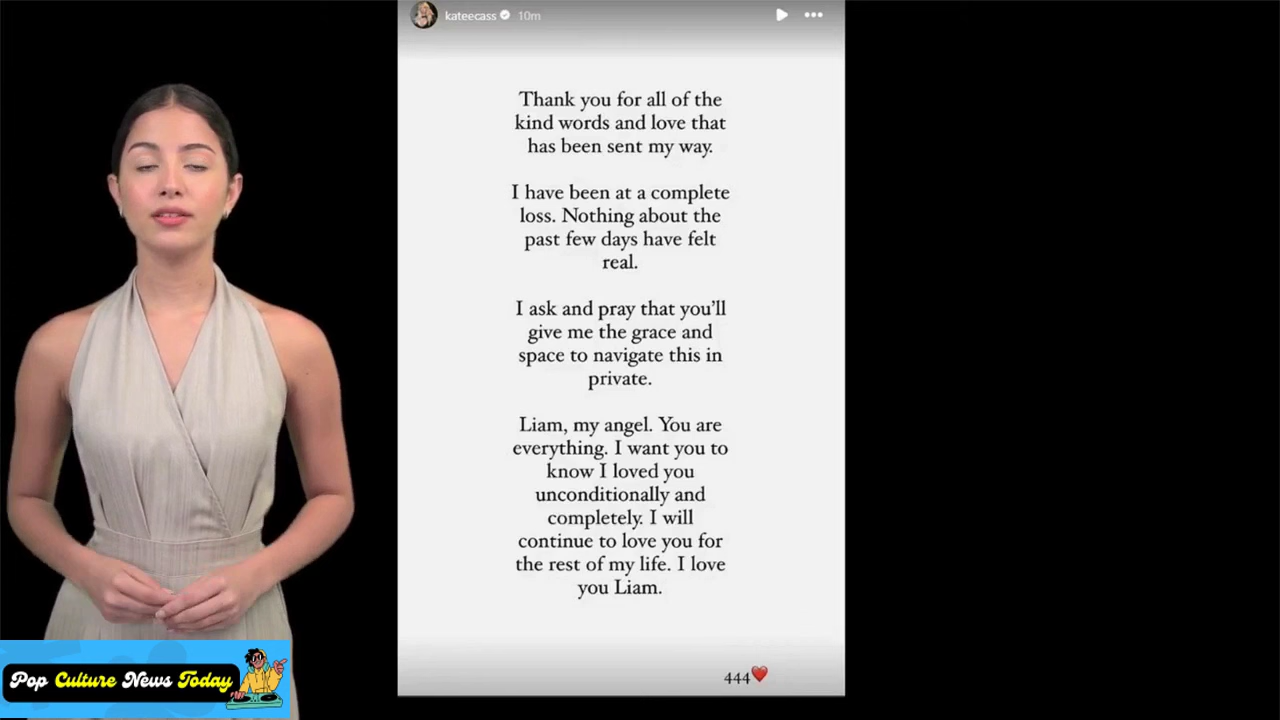 kateecass 10m
Thank you for all of the
kind words and love that
has been sent my way.
I have been at a complete
loss. Nothing about the
past few days have felt
real.
I ask and pray that you'll
give me the grace and
space to navigate this in
private.
Liam, my angel. You are
everything. I want you to
know I loved you
unconditionally and
completely. I will
continue to love you for
the rest of my life. I love
you Liam.
444❤️
Pop Culture News Today